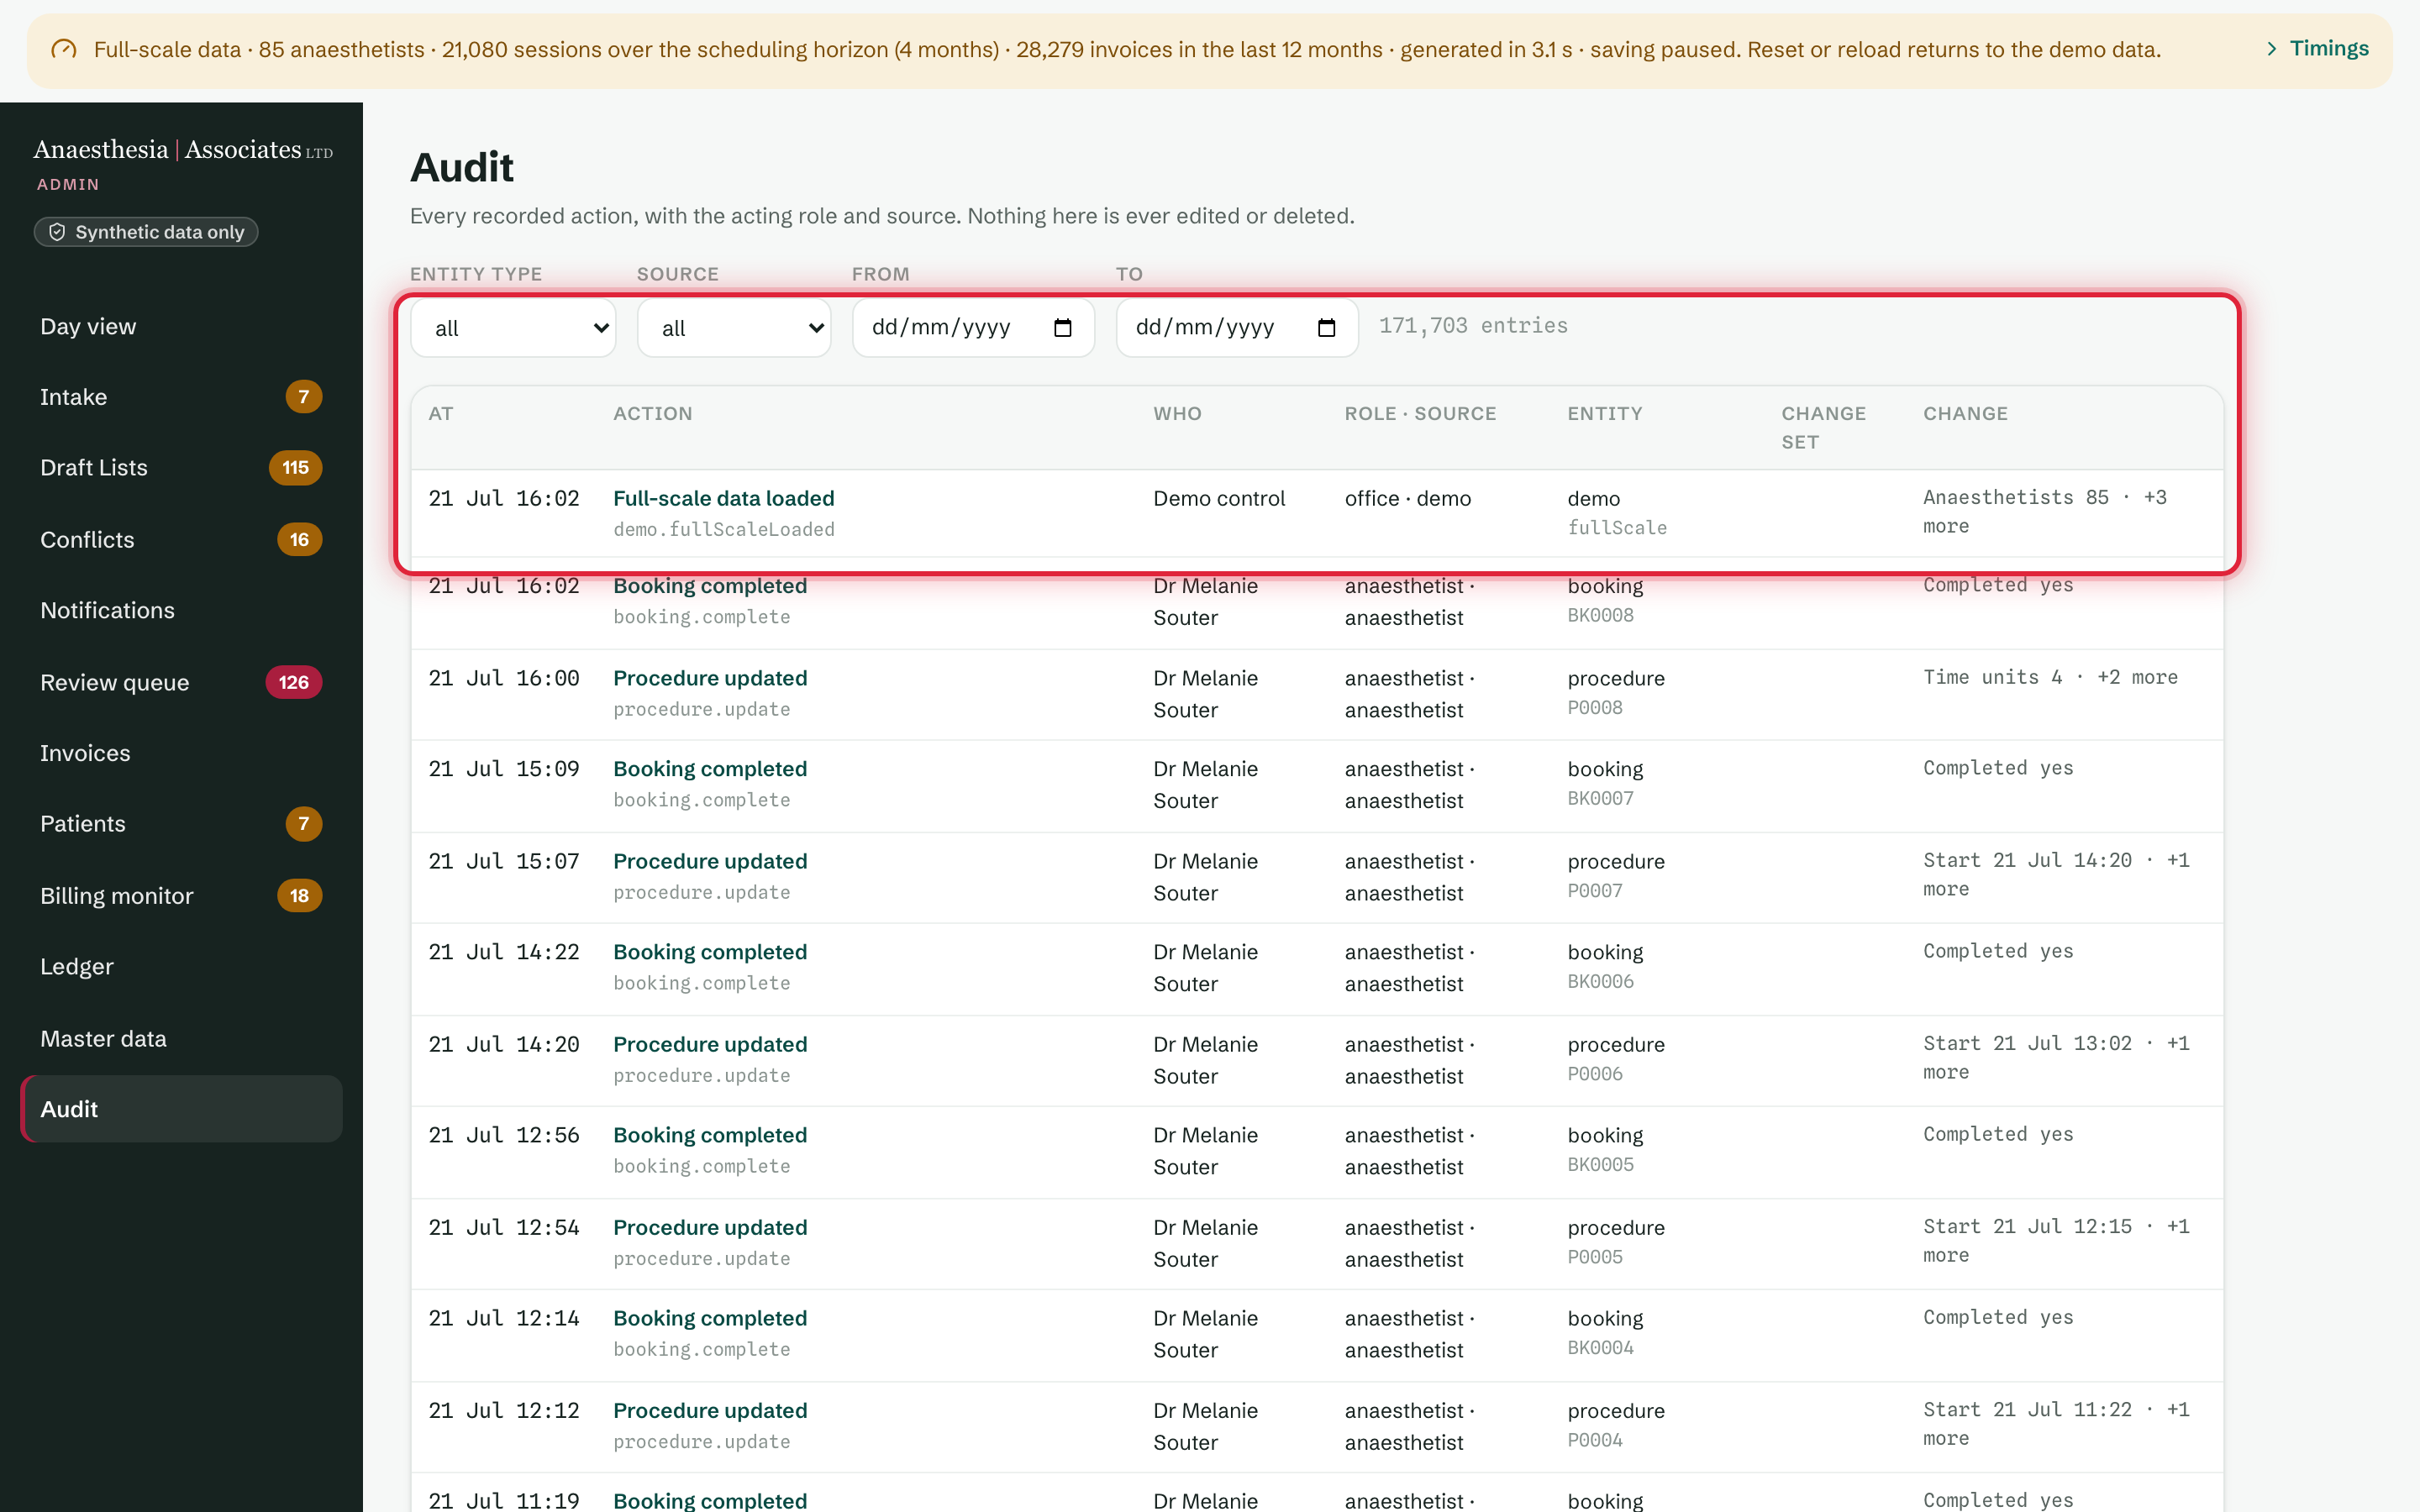 Full-scale data · 85 anaesthetists · 21,080 sessions over the scheduling horizon (4 months) · 28,279 invoices in the last 12 months · generated in 3.1 s · saving paused. Reset or reload returns to the demo data.
Timings
Anaesthesia | Associates LTD
ADMIN
Synthetic data only
Day view
Intake 7
Draft Lists 115
Conflicts 16
Notifications
Review queue 126
Invoices
Patients 7
Billing monitor 18
Ledger
Master data
Audit
Audit
Every recorded action, with the acting role and source. Nothing here is ever edited or deleted.
ENTITY TYPE SOURCE FROM TO
all all dd/mm/yyyy dd/mm/yyyy 171,703 entries
AT ACTION WHO ROLE · SOURCE ENTITY CHANGE CHANGE
SET
21 Jul 16:02 Full-scale data loaded Demo control office · demo demo Anaesthetists 85 · +3
demo.fullScaleLoaded fullScale more
21 Jul 16:02 Booking completed Dr Melanie anaesthetist · booking Completed yes
booking.complete Souter anaesthetist BK0008
21 Jul 16:00 Procedure updated Dr Melanie anaesthetist · procedure Time units 4 · +2 more
procedure.update Souter anaesthetist P0008
21 Jul 15:09 Booking completed Dr Melanie anaesthetist · booking Completed yes
booking.complete Souter anaesthetist BK0007
21 Jul 15:07 Procedure updated Dr Melanie anaesthetist · procedure Start 21 Jul 14:20 · +1
procedure.update Souter anaesthetist P0007 more
21 Jul 14:22 Booking completed Dr Melanie anaesthetist · booking Completed yes
booking.complete Souter anaesthetist BK0006
21 Jul 14:20 Procedure updated Dr Melanie anaesthetist · procedure Start 21 Jul 13:02 · +1
procedure.update Souter anaesthetist P0006 more
21 Jul 12:56 Booking completed Dr Melanie anaesthetist · booking Completed yes
booking.complete Souter anaesthetist BK0005
21 Jul 12:54 Procedure updated Dr Melanie anaesthetist · procedure Start 21 Jul 12:15 · +1
procedure.update Souter anaesthetist P0005 more
21 Jul 12:14 Booking completed Dr Melanie anaesthetist · booking Completed yes
booking.complete Souter anaesthetist BK0004
21 Jul 12:12 Procedure updated Dr Melanie anaesthetist · procedure Start 21 Jul 11:22 · +1
procedure.update Souter anaesthetist P0004 more
21 Jul 11:19 Booking completed Dr Melanie anaesthetist · booking Completed yes